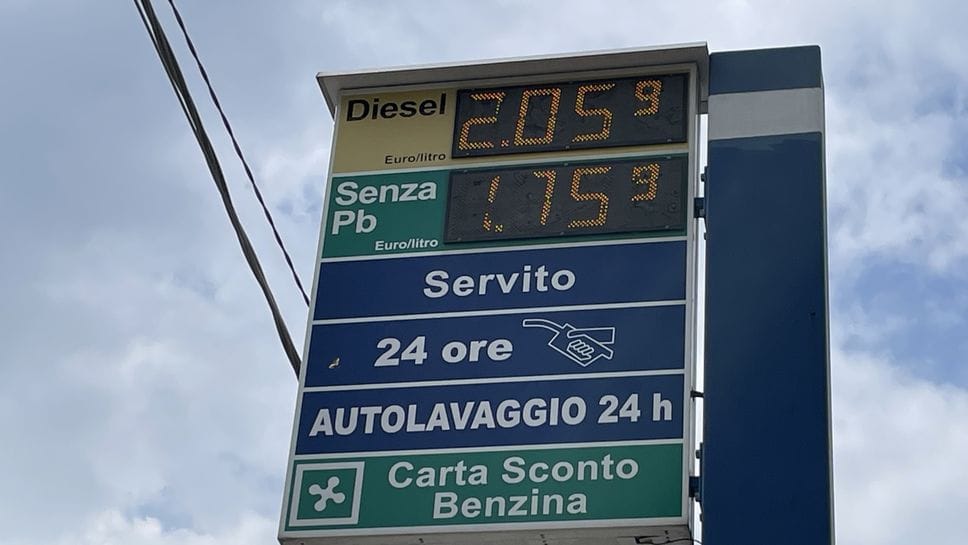 Diesel 2.059
Euro/litro
Senza 1.759
Pb
Euro/litro
Servito
24 ore
AUTOLAVAGGIO 24 h
Carta Sconto
Benzina